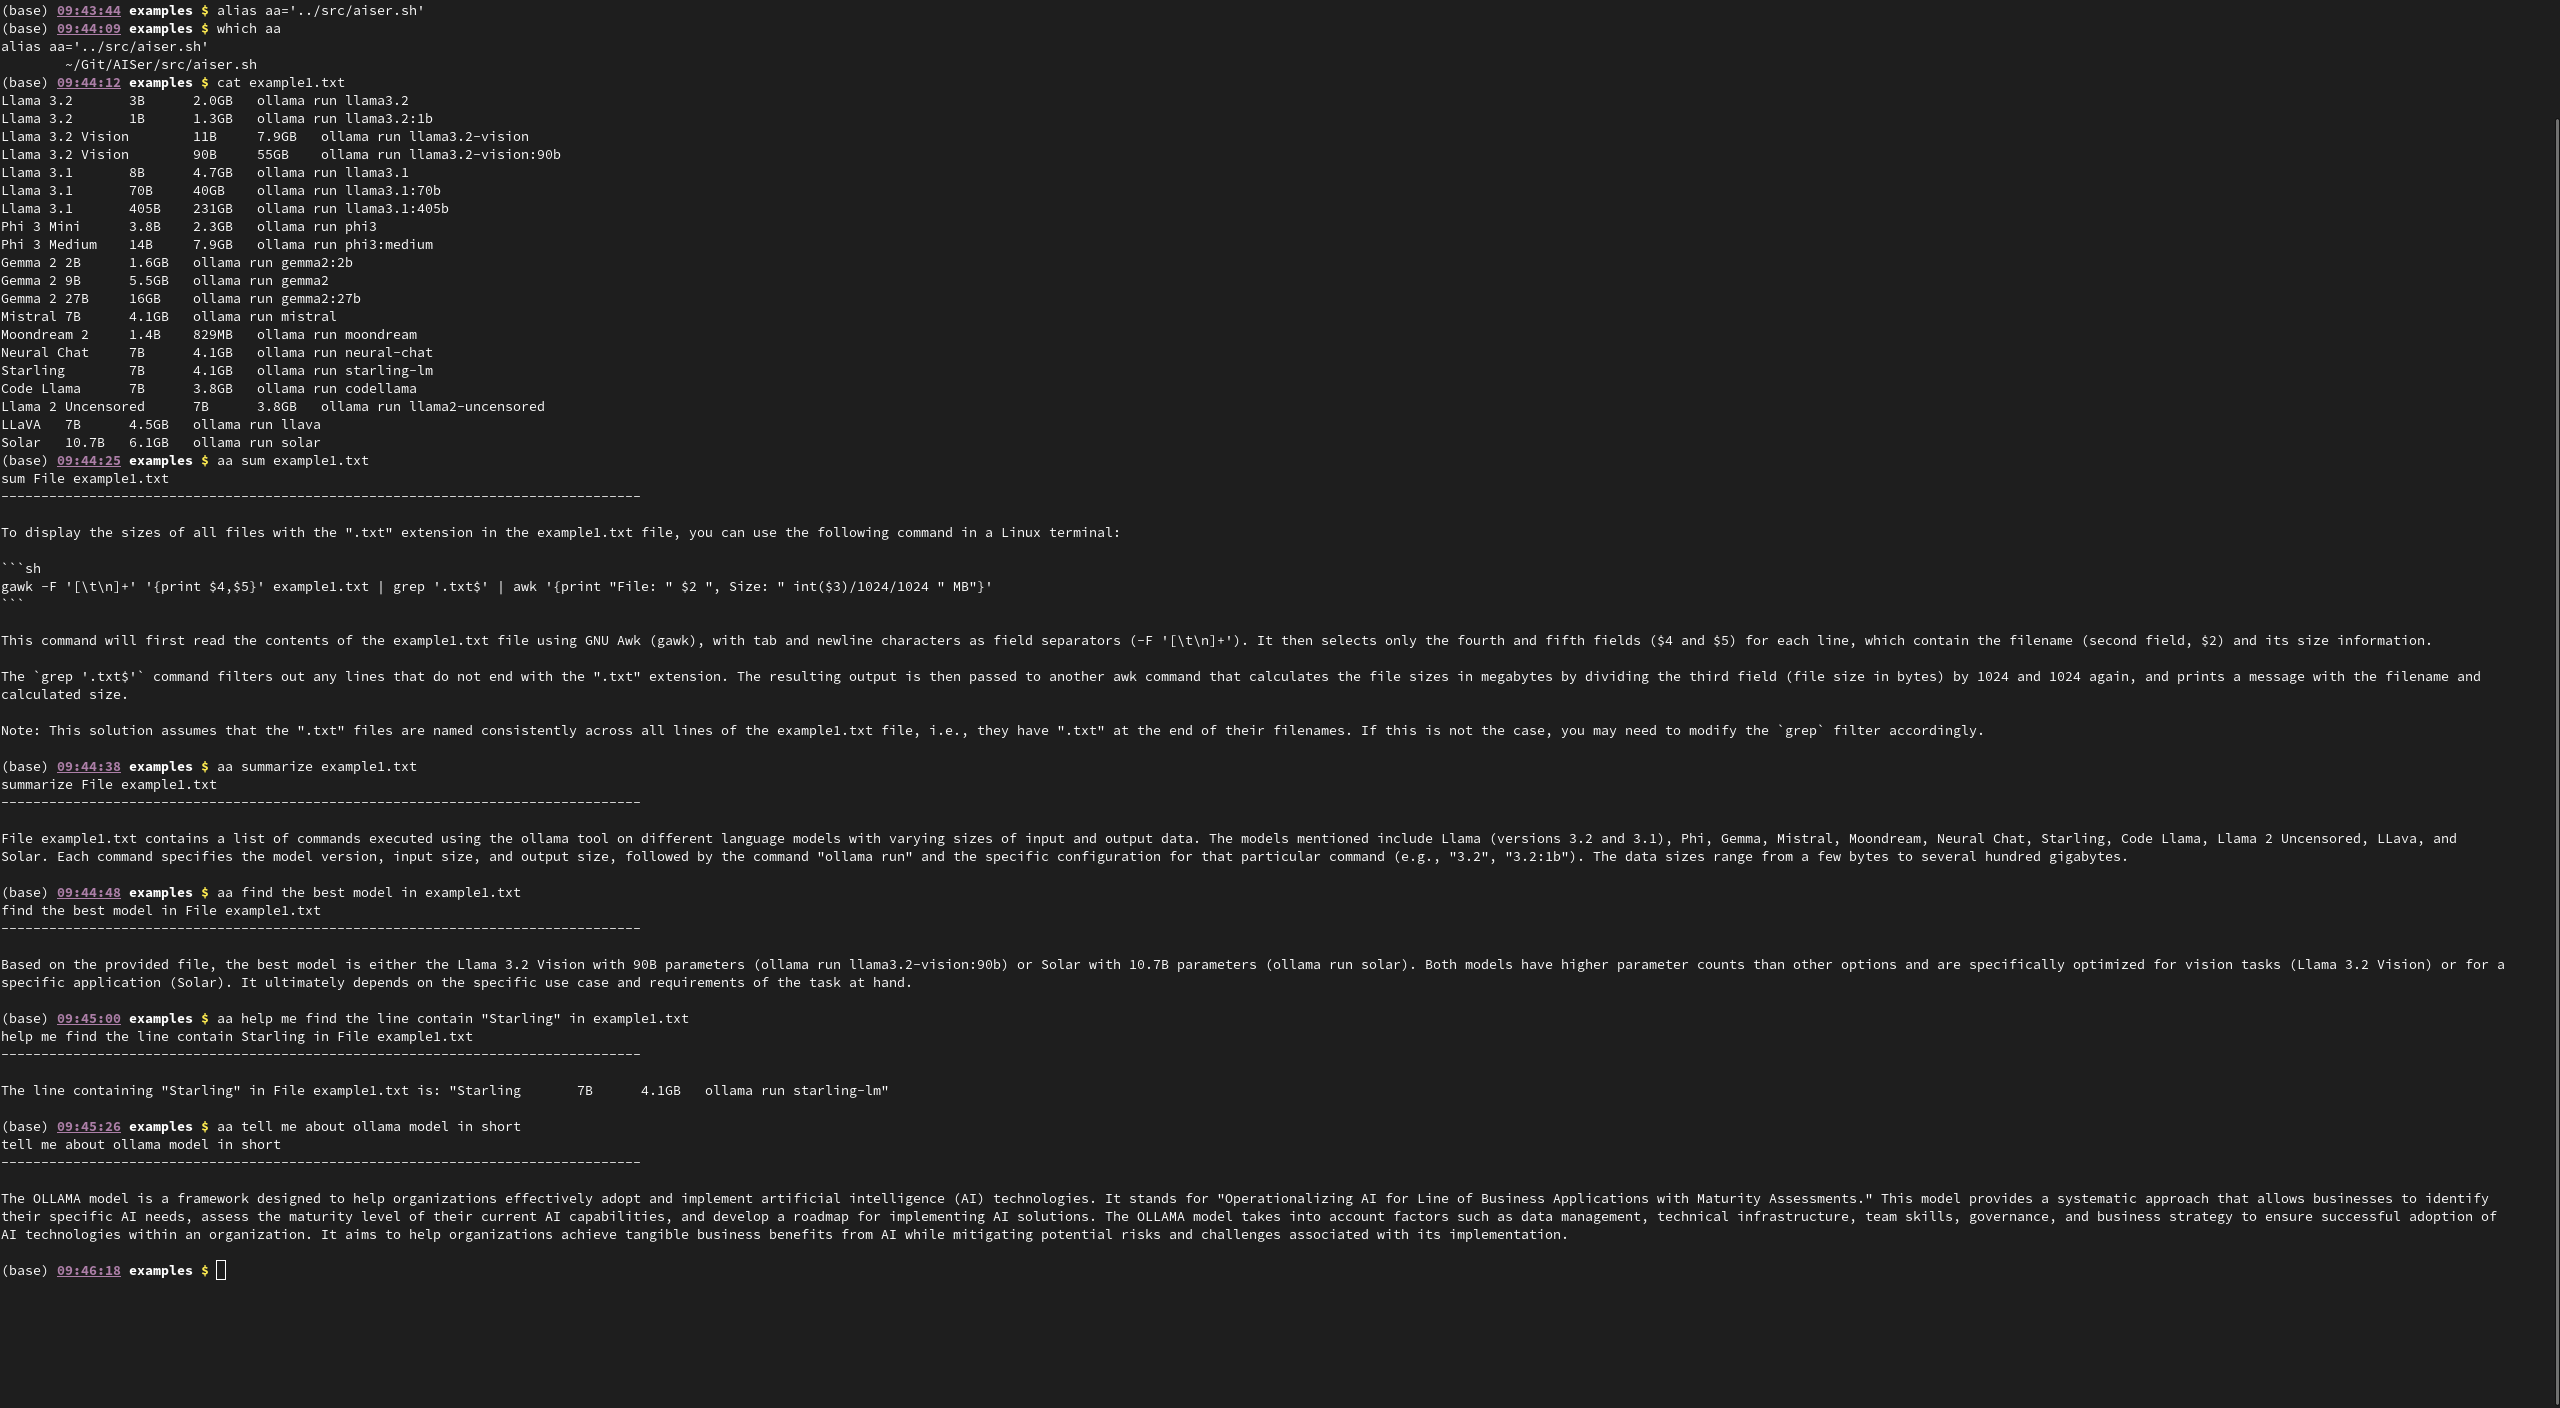 (base) 09:43:44 examples $ alias aa='../src/aiser.sh'
(base) 09:44:09 examples $ which aa
alias aa='../src/aiser.sh'
        ~/Git/AISer/src/aiser.sh
(base) 09:44:12 examples $ cat example1.txt
Llama 3.2       3B      2.0GB   ollama run llama3.2
Llama 3.2       1B      1.3GB   ollama run llama3.2:1b
Llama 3.2 Vision        11B     7.9GB   ollama run llama3.2-vision
Llama 3.2 Vision        90B     55GB    ollama run llama3.2-vision:90b
Llama 3.1       8B      4.7GB   ollama run llama3.1
Llama 3.1       70B     40GB    ollama run llama3.1:70b
Llama 3.1       405B    231GB   ollama run llama3.1:405b
Phi 3 Mini      3.8B    2.3GB   ollama run phi3
Phi 3 Medium    14B     7.9GB   ollama run phi3:medium
Gemma 2 2B      1.6GB   ollama run gemma2:2b
Gemma 2 9B      5.5GB   ollama run gemma2
Gemma 2 27B     16GB    ollama run gemma2:27b
Mistral 7B      4.1GB   ollama run mistral
Moondream 2     1.4B    829MB   ollama run moondream
Neural Chat     7B      4.1GB   ollama run neural-chat
Starling        7B      4.1GB   ollama run starling-lm
Code Llama      7B      3.8GB   ollama run codellama
Llama 2 Uncensored      7B      3.8GB   ollama run llama2-uncensored
LLaVA   7B      4.5GB   ollama run llava
Solar   10.7B   6.1GB   ollama run solar
(base) 09:44:25 examples $ aa sum example1.txt
sum File example1.txt
--------------------------------------------------------------------------------
To display the sizes of all files with the ".txt" extension in the example1.txt file, you can use the following command in a Linux terminal:
```sh
gawk -F '[\t\n]+' '{print $4,$5}' example1.txt | grep '.txt$' | awk '{print "File: " $2 ", Size: " int($3)/1024/1024 " MB"}'
```
This command will first read the contents of the example1.txt file using GNU Awk (gawk), with tab and newline characters as field separators (-F '[\t\n]+'). It then selects only the fourth and fifth fields ($4 and $5) for each line, which contain the filename (second field, $2) and its size information.
The `grep '.txt$'` command filters out any lines that do not end with the ".txt" extension. The resulting output is then passed to another awk command that calculates the file sizes in megabytes by dividing the third field (file size in bytes) by 1024 and 1024 again, and prints a message with the filename and
calculated size.
Note: This solution assumes that the ".txt" files are named consistently across all lines of the example1.txt file, i.e., they have ".txt" at the end of their filenames. If this is not the case, you may need to modify the `grep` filter accordingly.
(base) 09:44:38 examples $ aa summarize example1.txt
summarize File example1.txt
--------------------------------------------------------------------------------
File example1.txt contains a list of commands executed using the ollama tool on different language models with varying sizes of input and output data. The models mentioned include Llama (versions 3.2 and 3.1), Phi, Gemma, Mistral, Moondream, Neural Chat, Starling, Code Llama, Llama 2 Uncensored, LLava, and
Solar. Each command specifies the model version, input size, and output size, followed by the command "ollama run" and the specific configuration for that particular command (e.g., "3.2", "3.2:1b"). The data sizes range from a few bytes to several hundred gigabytes.
(base) 09:44:48 examples $ aa find the best model in example1.txt
find the best model in File example1.txt
--------------------------------------------------------------------------------
Based on the provided file, the best model is either the Llama 3.2 Vision with 90B parameters (ollama run llama3.2-vision:90b) or Solar with 10.7B parameters (ollama run solar). Both models have higher parameter counts than other options and are specifically optimized for vision tasks (Llama 3.2 Vision) or for a
specific application (Solar). It ultimately depends on the specific use case and requirements of the task at hand.
(base) 09:45:00 examples $ aa help me find the line contain "Starling" in example1.txt
help me find the line contain Starling in File example1.txt
--------------------------------------------------------------------------------
The line containing "Starling" in File example1.txt is: "Starling       7B      4.1GB   ollama run starling-lm"
(base) 09:45:26 examples $ aa tell me about ollama model in short
tell me about ollama model in short
--------------------------------------------------------------------------------
The OLLAMA model is a framework designed to help organizations effectively adopt and implement artificial intelligence (AI) technologies. It stands for "Operationalizing AI for Line of Business Applications with Maturity Assessments." This model provides a systematic approach that allows businesses to identify
their specific AI needs, assess the maturity level of their current AI capabilities, and develop a roadmap for implementing AI solutions. The OLLAMA model takes into account factors such as data management, technical infrastructure, team skills, governance, and business strategy to ensure successful adoption of
AI technologies within an organization. It aims to help organizations achieve tangible business benefits from AI while mitigating potential risks and challenges associated with its implementation.
(base) 09:46:18 examples $